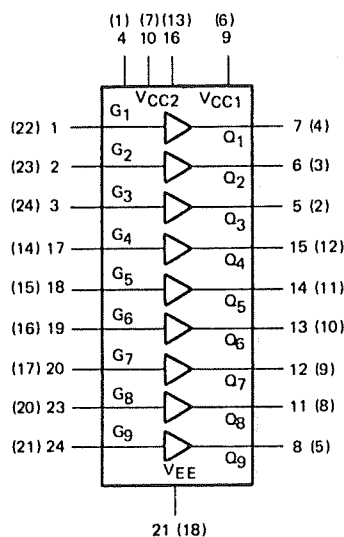 (1) (7) (13) (6)
4 10 16 9
VCC2 VCC1
(22) 1 G1 Q1 7 (4)
(23) 2 G2 Q2 6 (3)
(24) 3 G3 Q3 5 (2)
(14) 17 G4 Q4 15 (12)
(15) 18 G5 Q5 14 (11)
(16) 19 G6 Q6 13 (10)
(17) 20 G7 Q7 12 (9)
(20) 23 G8 Q8 11 (8)
(21) 24 G9 Q9 8 (5)
VEE
21 (18)